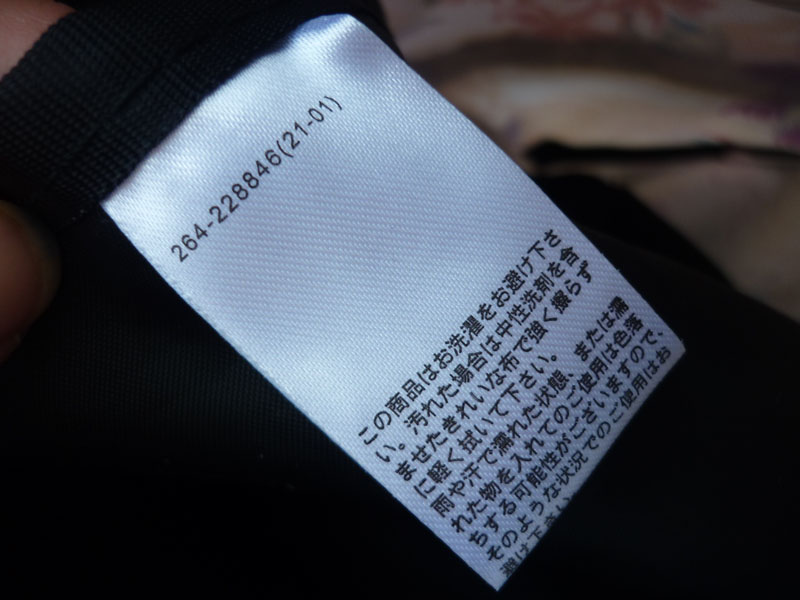 264-228846(21-01)
この商品はお洗濯をお避け下さ
い。汚れた場合は中性洗剤を含
ませたきれいな布で強く擦らず
に軽く拭いて下さい。
雨や汗で濡れた状態、または濡
れた物を入れてのご使用は色落
ちする可能性がございますので、
そのような状況でのご使用はお
避け下さい